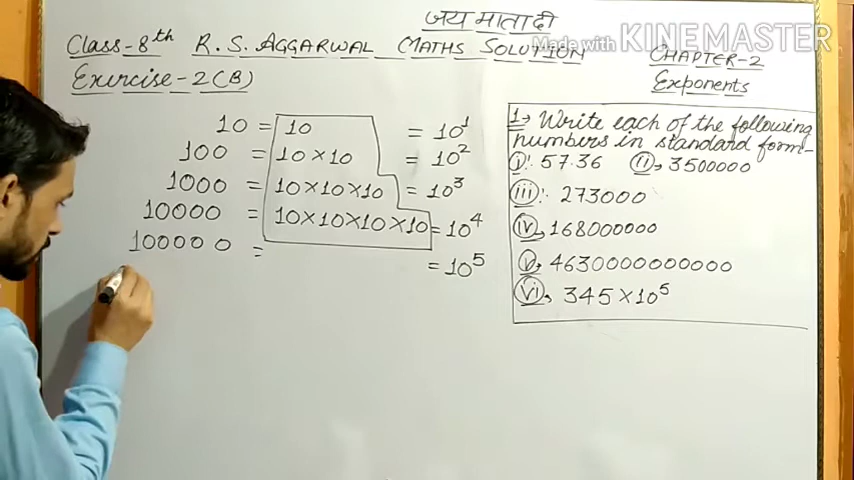 जय माता दी
Class-8th R.S. AGGARWAL MATHS SOLUTION
Made with KINEMASTER
CHAPTER-2
Exercise-2(B)
Exponents
10 = 10 = 10¹
100 = 10×10 = 10²
1000 = 10×10×10 = 10³
10000 = 10×10×10×10 = 10⁴
100000 = = 10⁵
1→ Write each of the following
numbers in standard form-
(i) 57.36 (ii) 3500000
(iii) 273000
(iv) 168000000
(v) 4630000000000
(vi) 345×10⁵